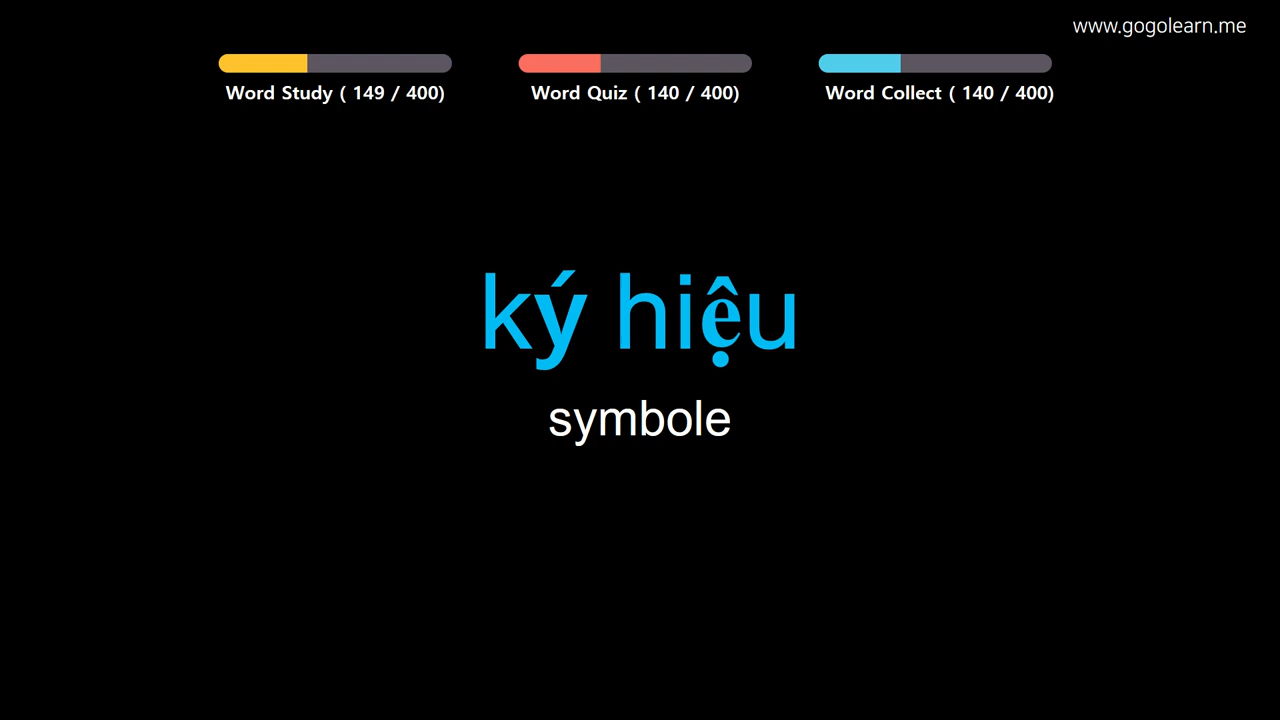 www.gogolearn.me
Word Study ( 149 / 400)
Word Quiz ( 140 / 400)
Word Collect ( 140 / 400)
ký hiệu
symbole